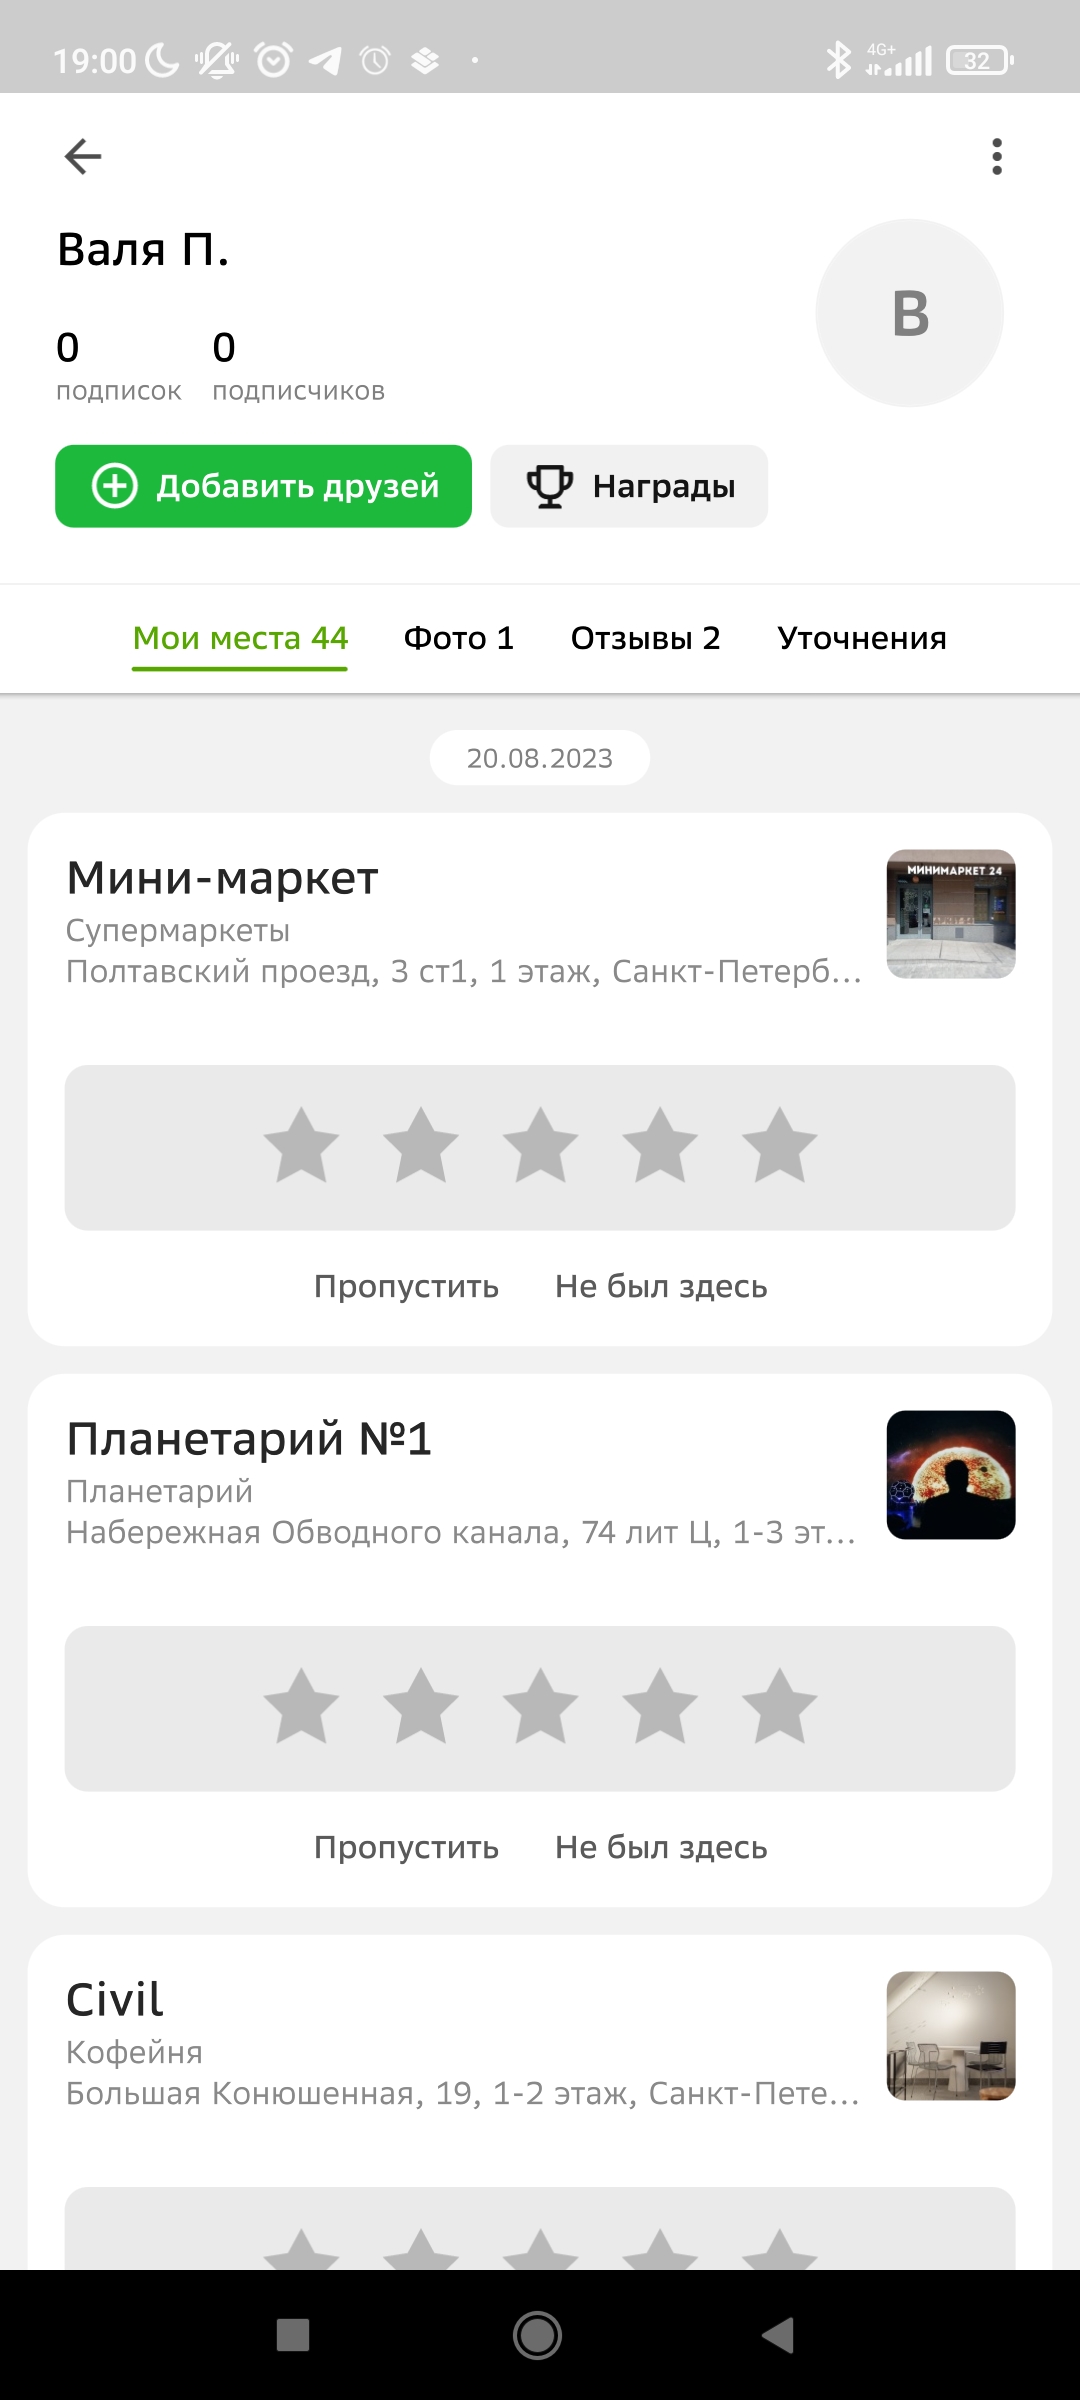 19:00
4G+
32
Валя П.
В
0
0
подписок
подписчиков
Добавить друзей
Награды
Мои места 44
Фото 1
Отзывы 2
Уточнения
20.08.2023
Мини-маркет
Супермаркеты
Полтавский проезд, 3 ст1, 1 этаж, Санкт-Петерб...
МИНИМАРКЕТ 24
Пропустить
Не был здесь
Планетарий №1
Планетарий
Набережная Обводного канала, 74 лит Ц, 1-3 эт...
Пропустить
Не был здесь
Civil
Кофейня
Большая Конюшенная, 19, 1-2 этаж, Санкт-Пете...